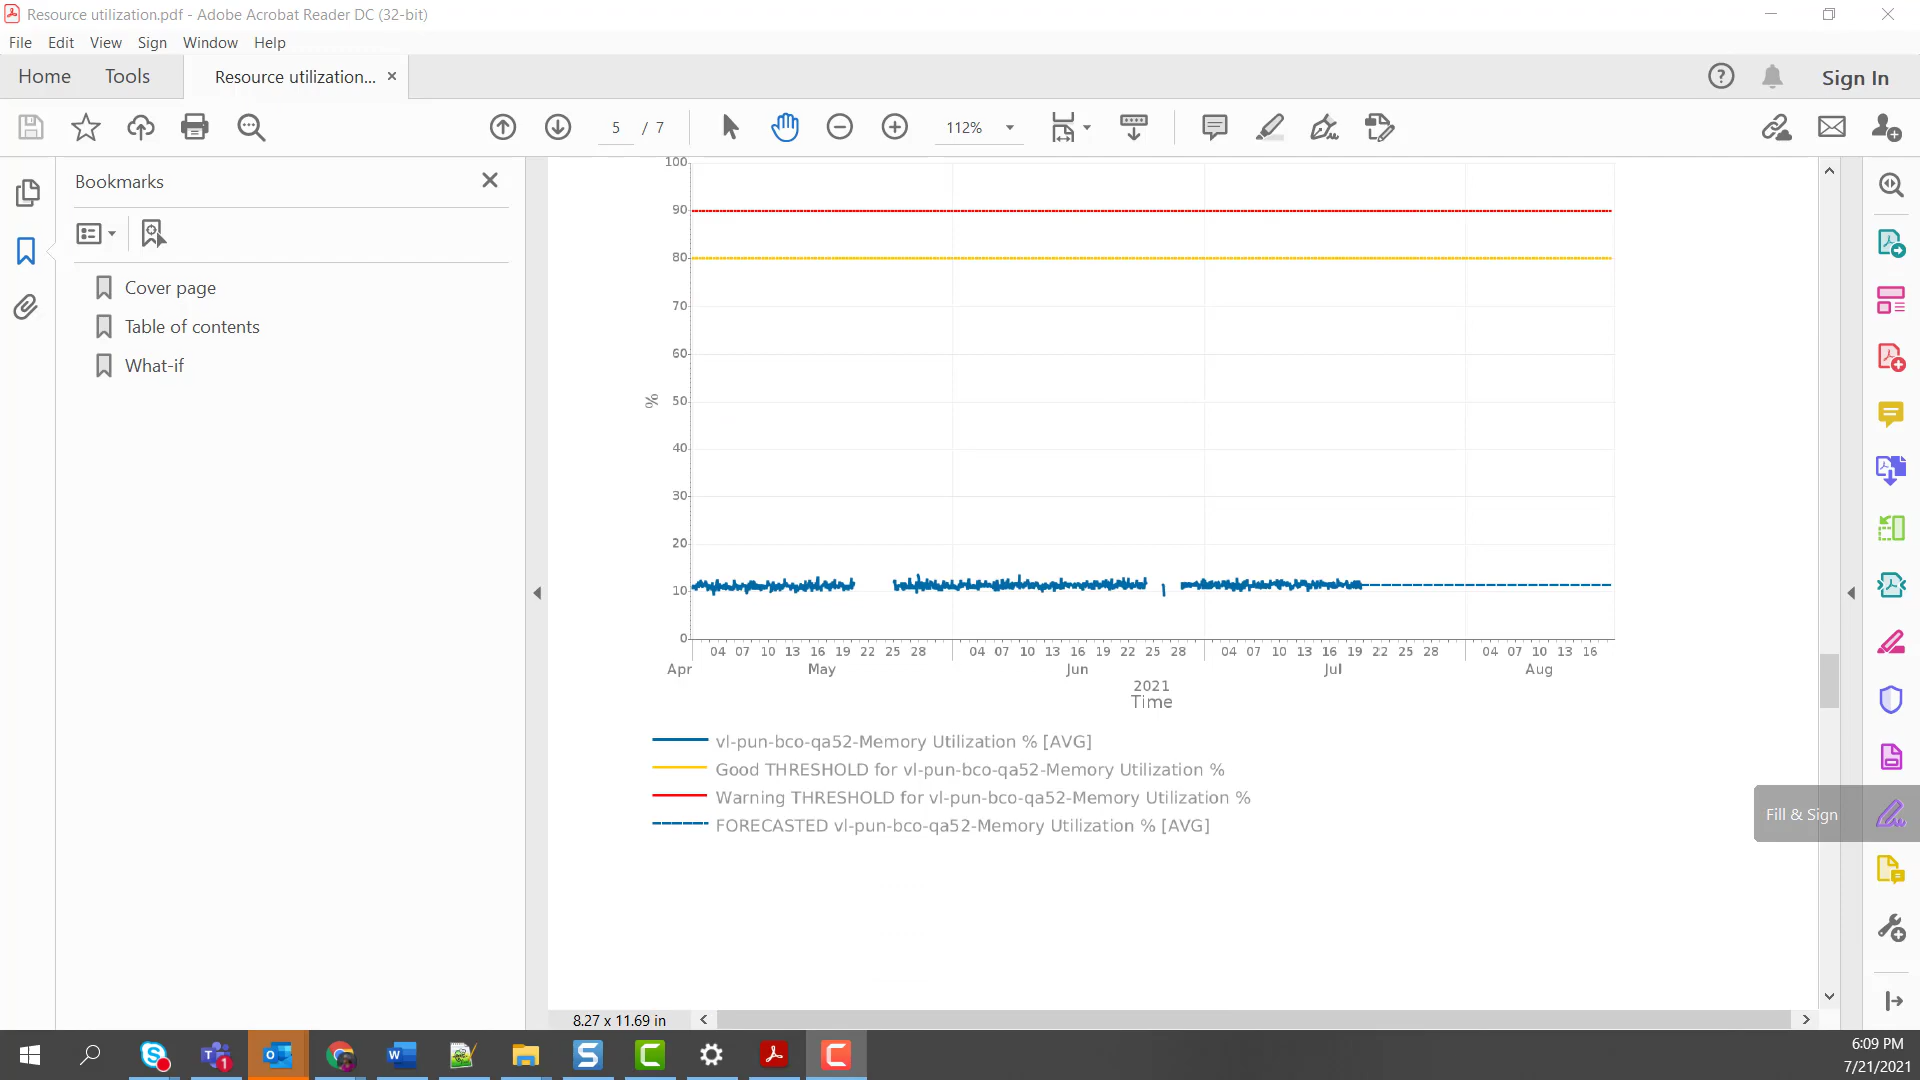 Resource utilization.pdf - Adobe Acrobat Reader DC (32-bit)
File Edit View Sign Window Help
Home Tools Resource utilization... × Sign In
5 / 7 112%
Bookmarks
Cover page
Table of contents
What-if
100
90
80
70
60
50
40
30
20
10
0
%
04 07 10 13 16 19 22 25 28 04 07 10 13 16 19 22 25 28 04 07 10 13 16 19 22 25 28 04 07 10 13 16
Apr May Jun Jul Aug
2021
Time
vl-pun-bco-qa52-Memory Utilization % [AVG]
Good THRESHOLD for vl-pun-bco-qa52-Memory Utilization %
Warning THRESHOLD for vl-pun-bco-qa52-Memory Utilization %
FORECASTED vl-pun-bco-qa52-Memory Utilization % [AVG]
Fill & Sign
8.27 x 11.69 in
6:09 PM
7/21/2021